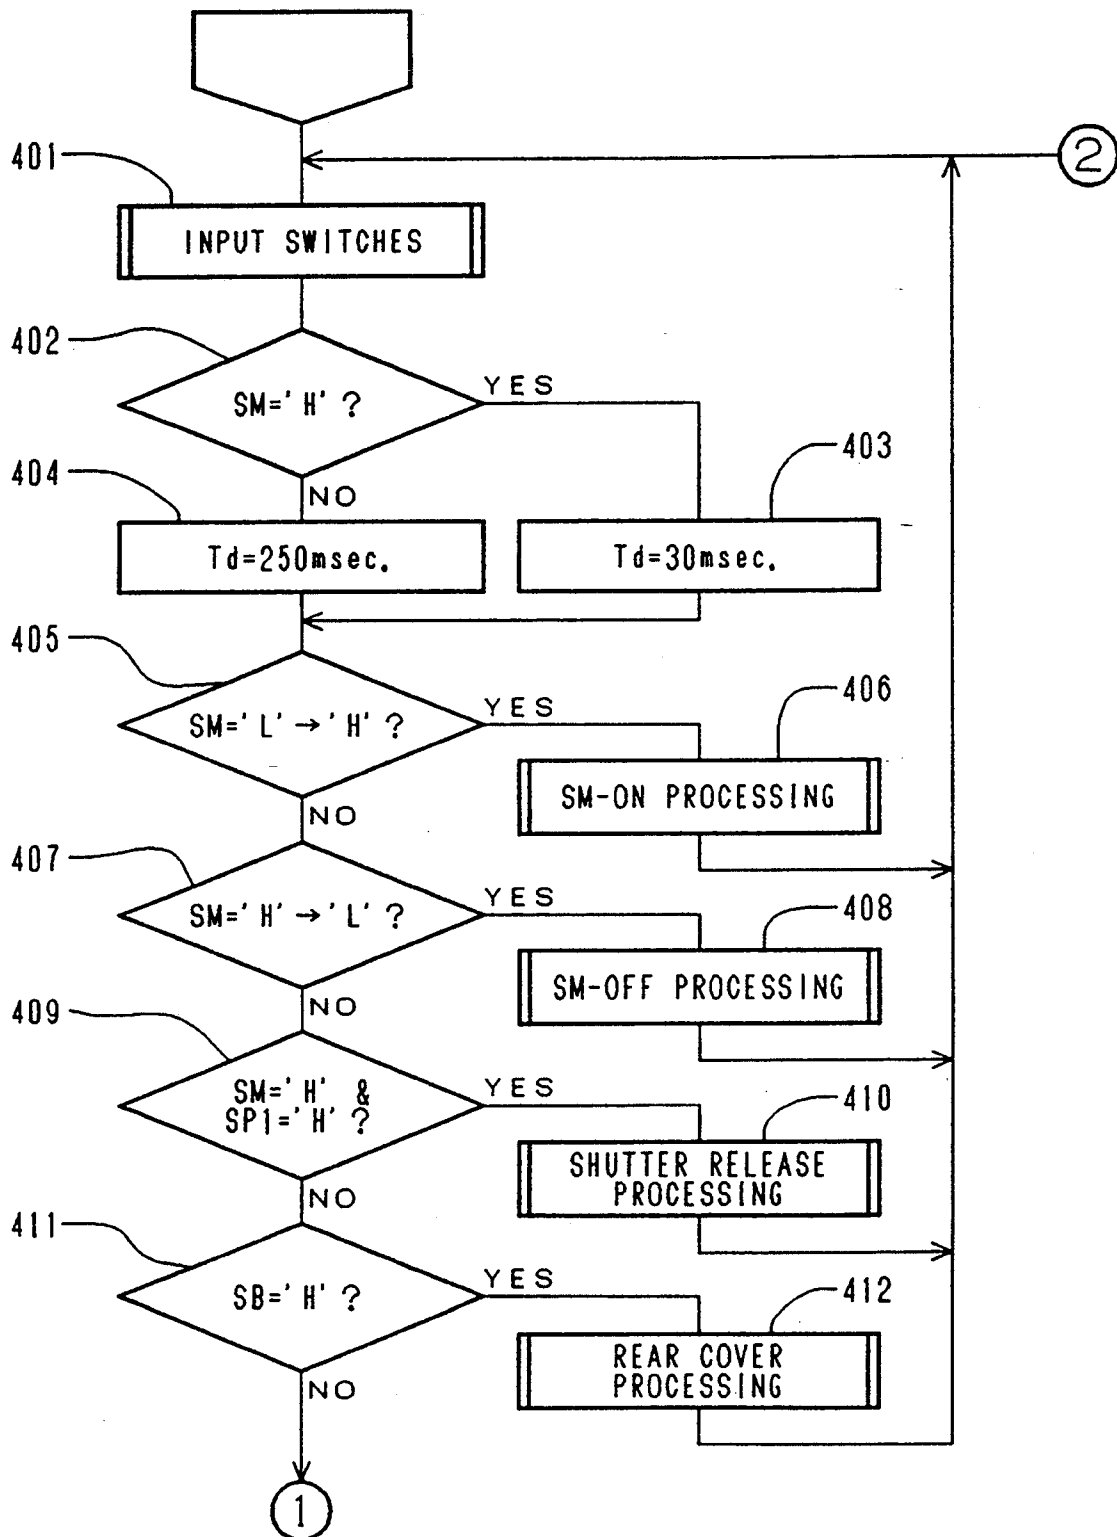 401
2
INPUT SWITCHES
402
SM='H' ?
YES
403
404
NO
Td=250msec.
Td=30msec.
405
SM='L'→'H' ?
YES
406
SM-ON PROCESSING
NO
407
SM='H'→'L' ?
YES
408
SM-OFF PROCESSING
NO
409
SM='H' &
SP1='H' ?
YES
410
SHUTTER RELEASE
PROCESSING
NO
411
SB='H' ?
YES
412
REAR COVER
PROCESSING
NO
1